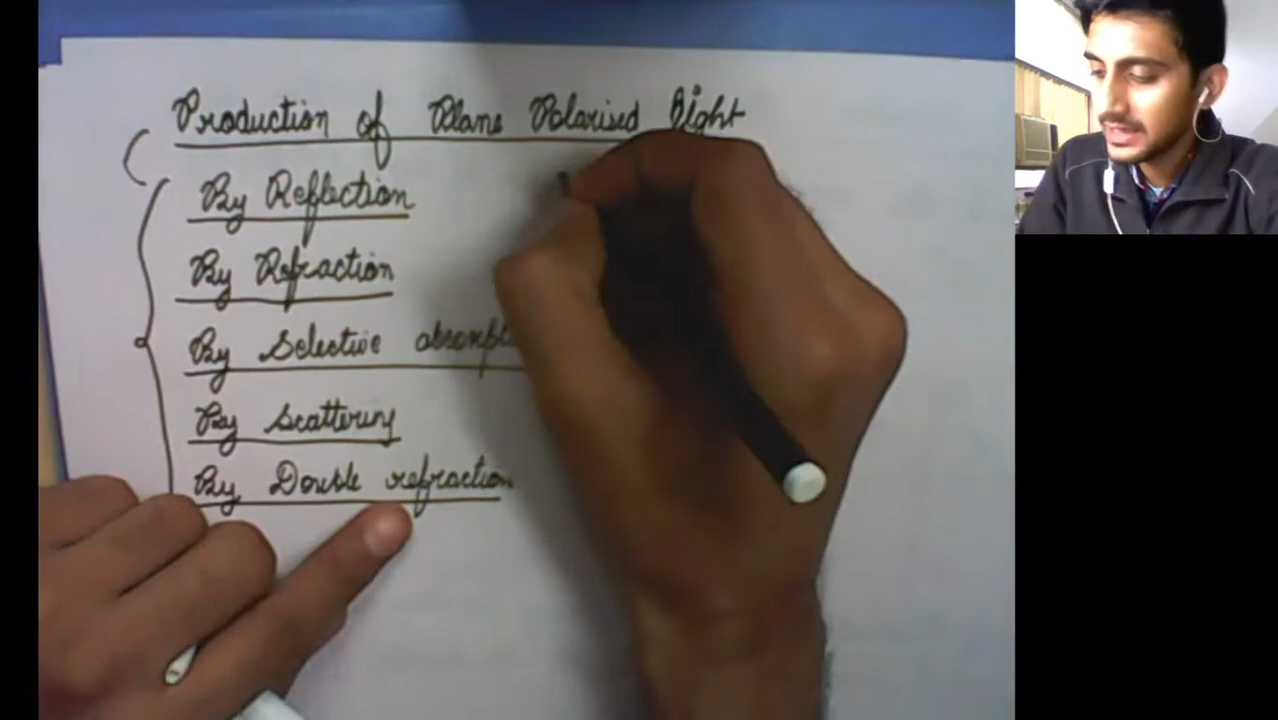 Production of Plane Polarised Light
By Reflection
By Refraction
By Selective
By Scattering
By Double refraction